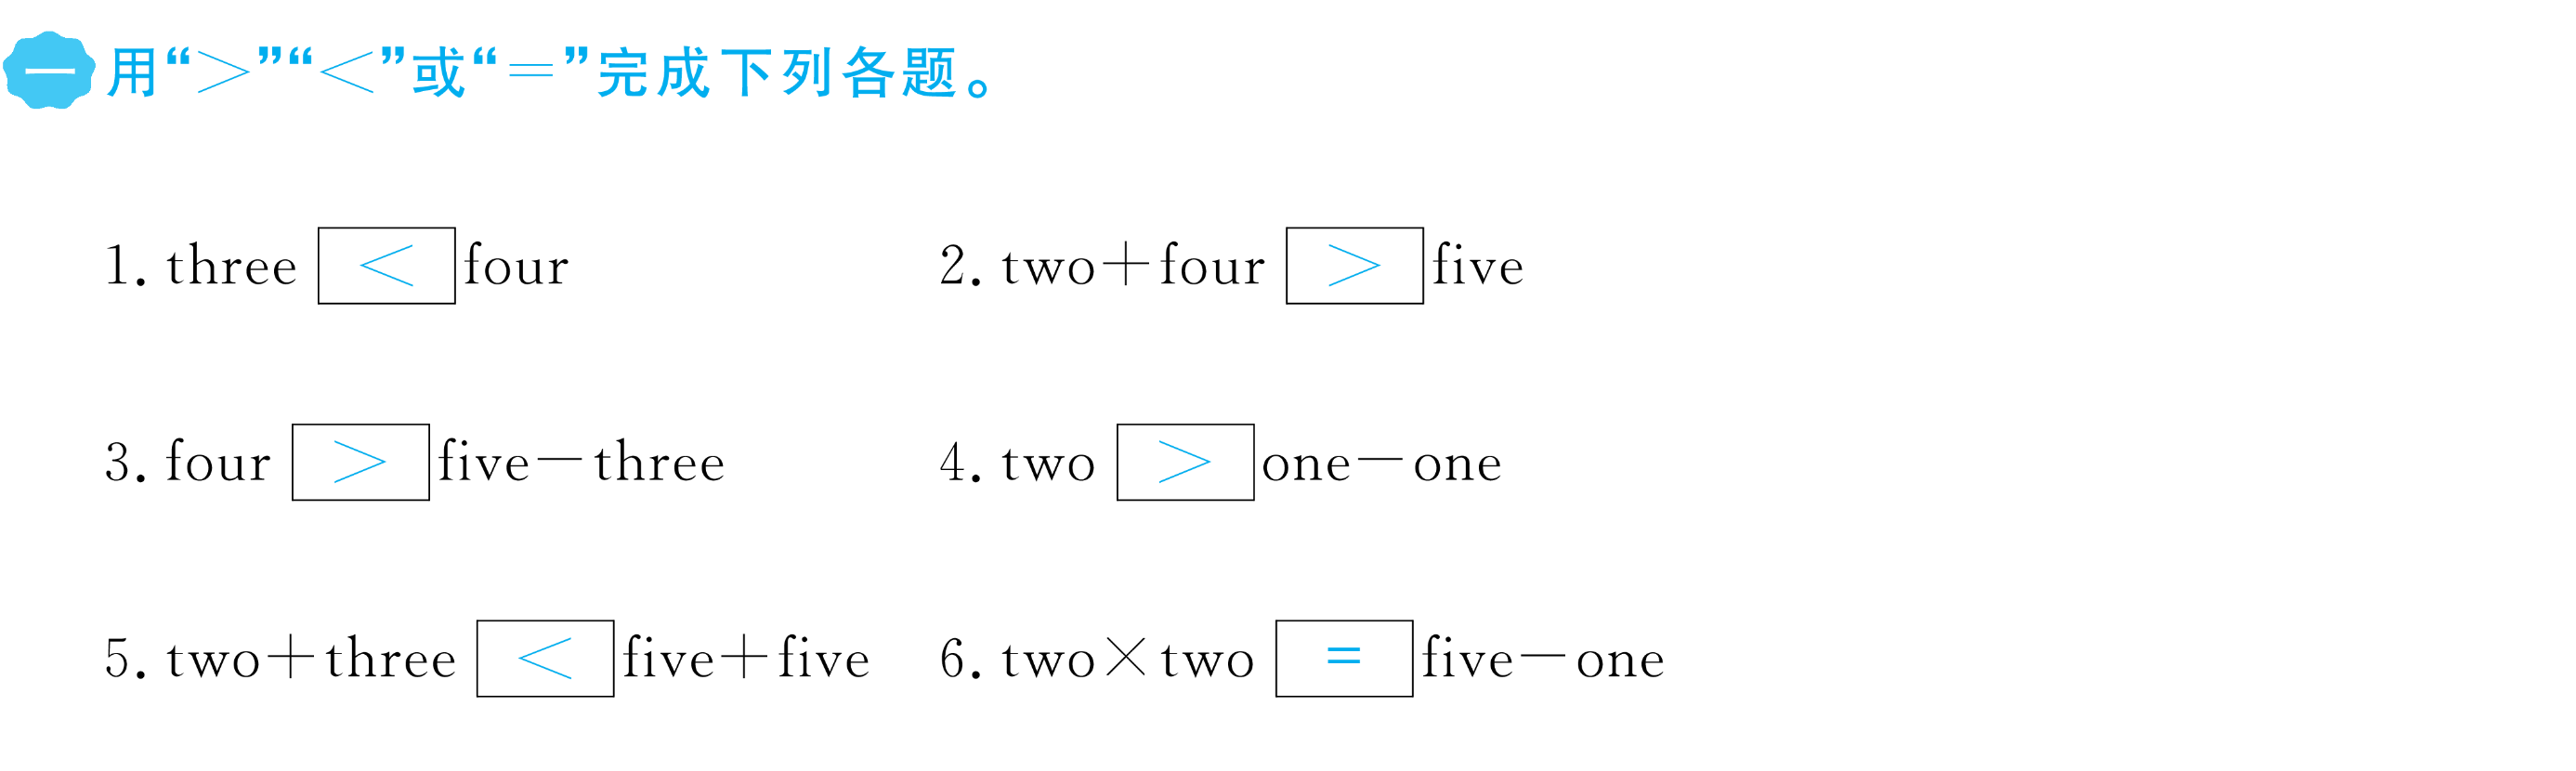 一 用“>”“<”或“=”完成下列各题。
1. three < four 2. two+four > five
3. four > five-three 4. two > one-one
5. two+three < five+five 6. two×two = five-one